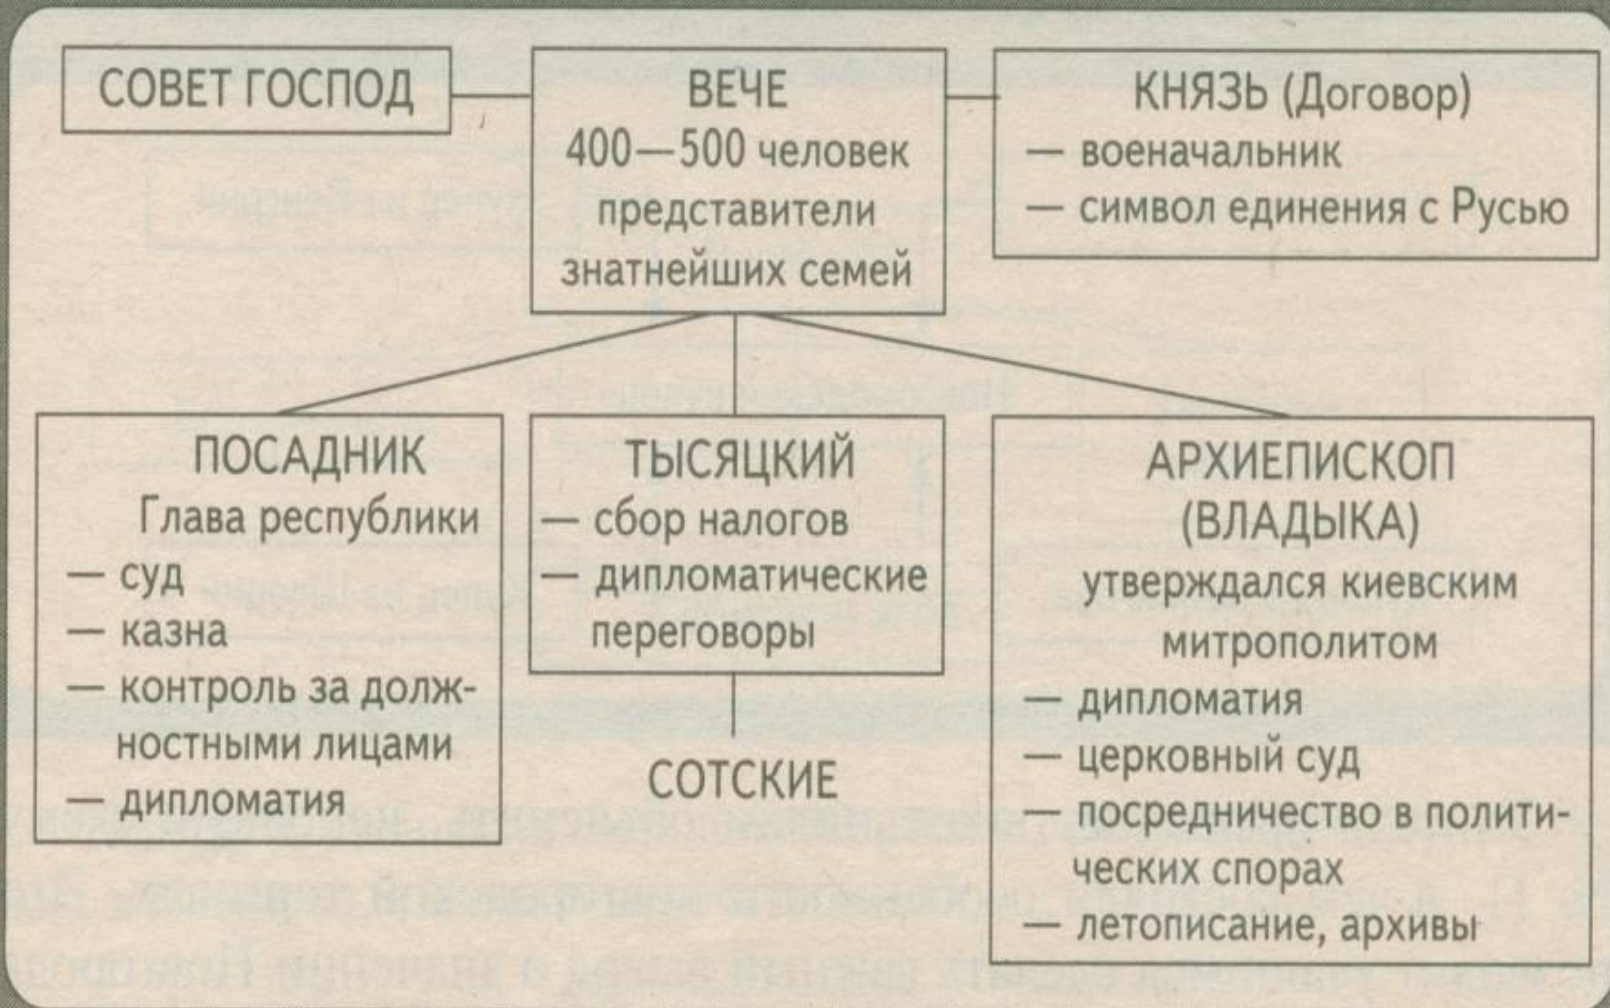 СОВЕТ ГОСПОД
ВЕЧЕ
400—500 человек
представители
знатнейших семей
КНЯЗЬ (Договор)
— военачальник
— символ единения с Русью
ПОСАДНИК
Глава республики
— суд
— казна
— контроль за долж-
ностными лицами
— дипломатия
ТЫСЯЦКИЙ
— сбор налогов
— дипломатические
переговоры
СОТСКИЕ
АРХИЕПИСКОП
(ВЛАДЫКА)
утверждался киевским
митрополитом
— дипломатия
— церковный суд
— посредничество в полити-
ческих спорах
— летописание, архивы